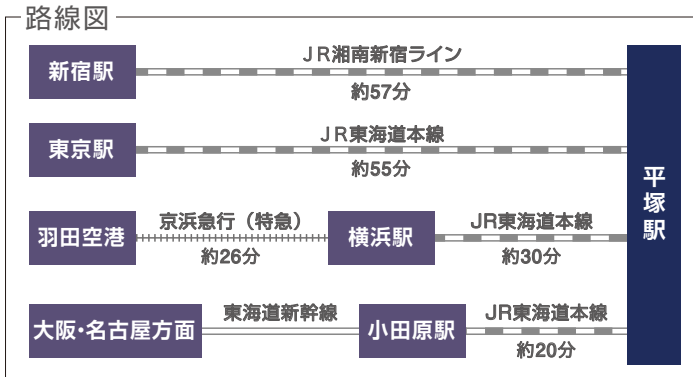 路線図
新宿駅
JR湘南新宿ライン
約57分
東京駅
JR東海道本線
約55分
羽田空港
京浜急行（特急）
約26分
横浜駅
JR東海道本線
約30分
大阪・名古屋方面
東海道新幹線
小田原駅
JR東海道本線
約20分
平塚駅